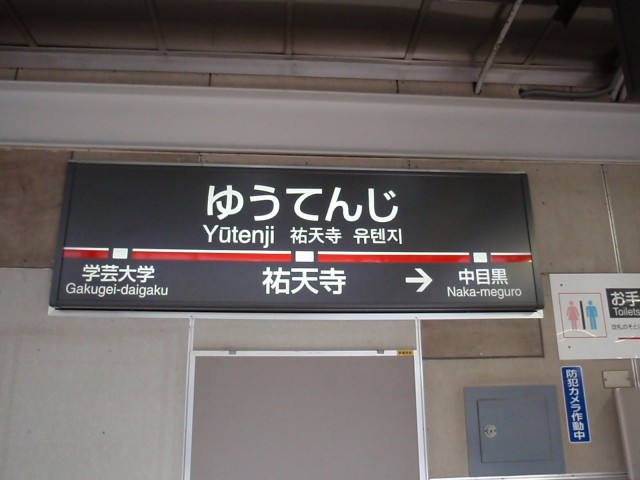 ゆうてんじ
Yūtenji 祐天寺 유텐지
学芸大学 祐天寺 → 中目黒
Gakugei-daigaku Naka-meguro
お手
Toilets
防犯カメラ作動中